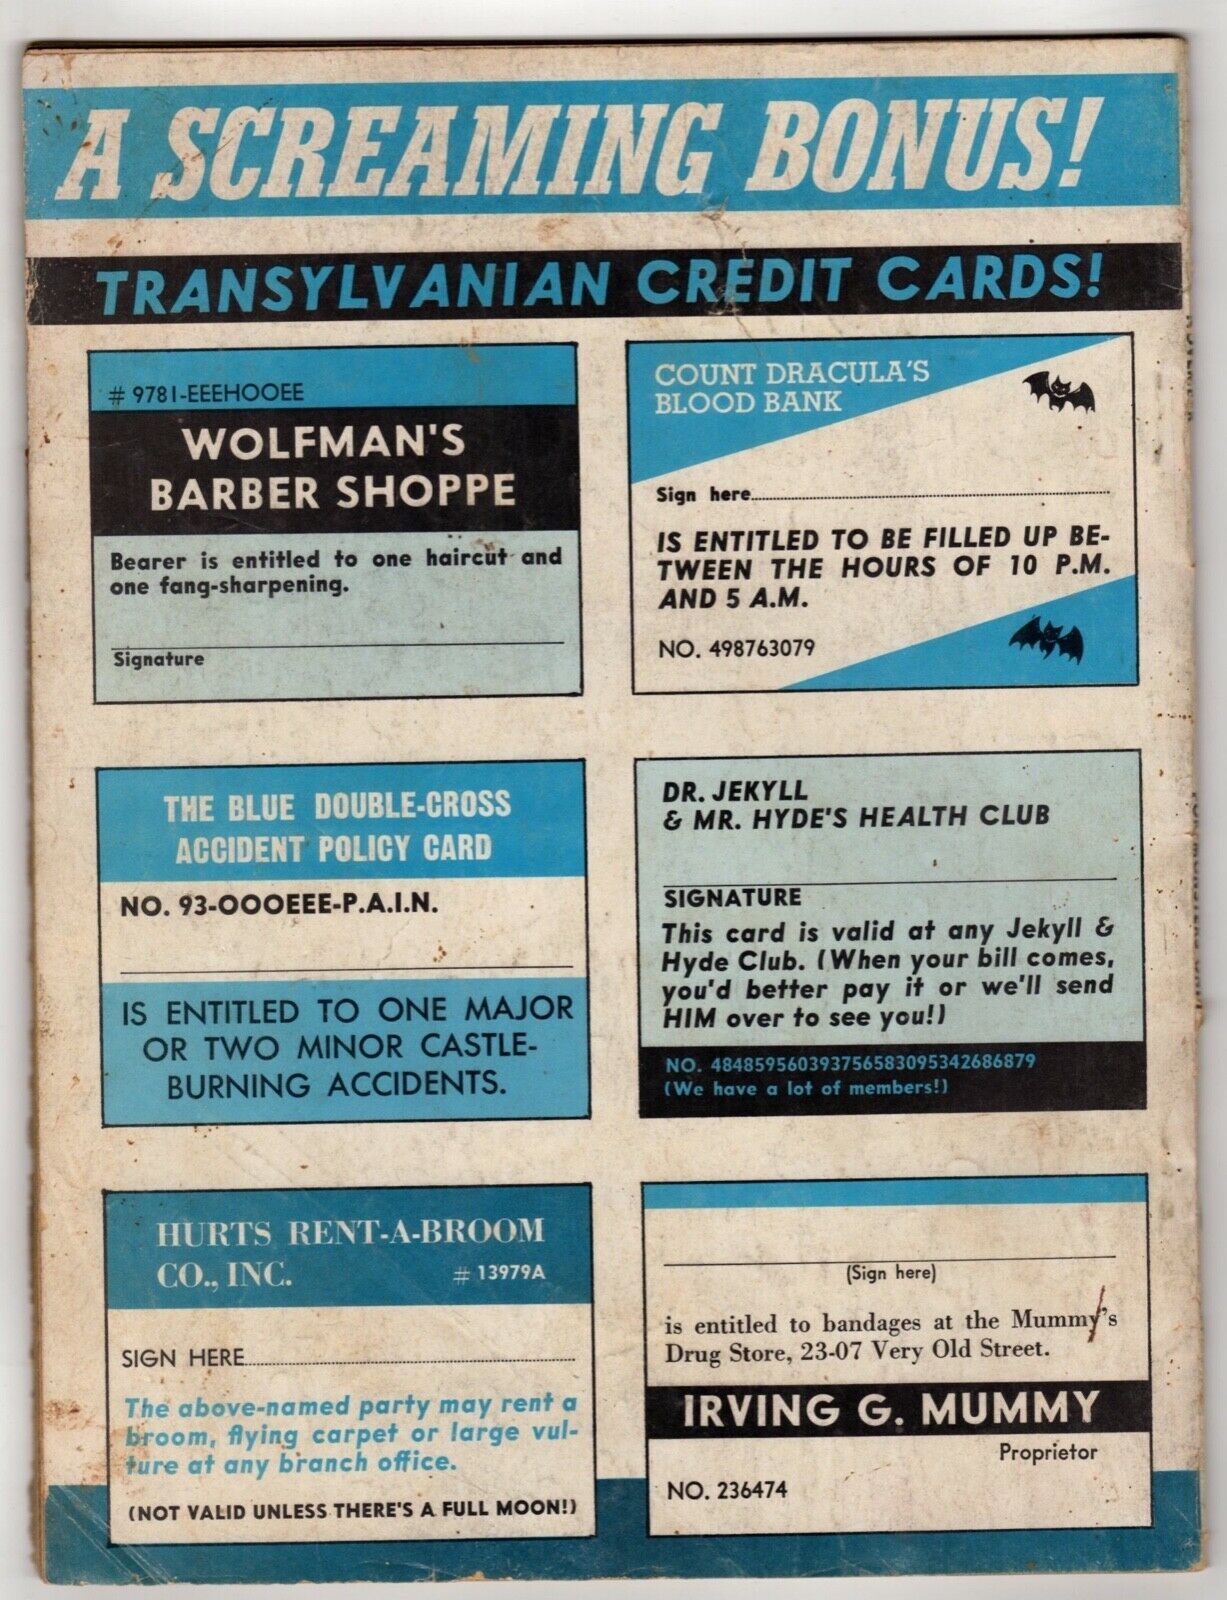 A SCREAMING BONUS!
TRANSYLVANIAN CREDIT CARDS!
# 9781-EEEHOOEE
WOLFMAN'S
BARBER SHOPPE
Bearer is entitled to one haircut and
one fang-sharpening.
Signature
COUNT DRACULA'S
BLOOD BANK
Sign here
IS ENTITLED TO BE FILLED UP BE-
TWEEN THE HOURS OF 10 P.M.
AND 5 A.M.
NO. 498763079
THE BLUE DOUBLE-CROSS
ACCIDENT POLICY CARD
NO. 93-OOOEEE-P.A.I.N.
IS ENTITLED TO ONE MAJOR
OR TWO MINOR CASTLE-
BURNING ACCIDENTS.
DR. JEKYLL
& MR. HYDE'S HEALTH CLUB
SIGNATURE
This card is valid at any Jekyll &
Hyde Club. (When your bill comes,
you'd better pay it or we'll send
HIM over to see you!)
NO. 4848595603937565830953426868​79
(We have a lot of members!)
HURTS RENT-A-BROOM
CO., INC.
# 13979A
SIGN HERE
The above-named party may rent a
broom, flying carpet or large vul-
ture at any branch office.
(NOT VALID UNLESS THERE'S A FULL MOON!)
(Sign here)
is entitled to bandages at the Mummy's
Drug Store, 23-07 Very Old Street.
IRVING G. MUMMY
Proprietor
NO. 236474